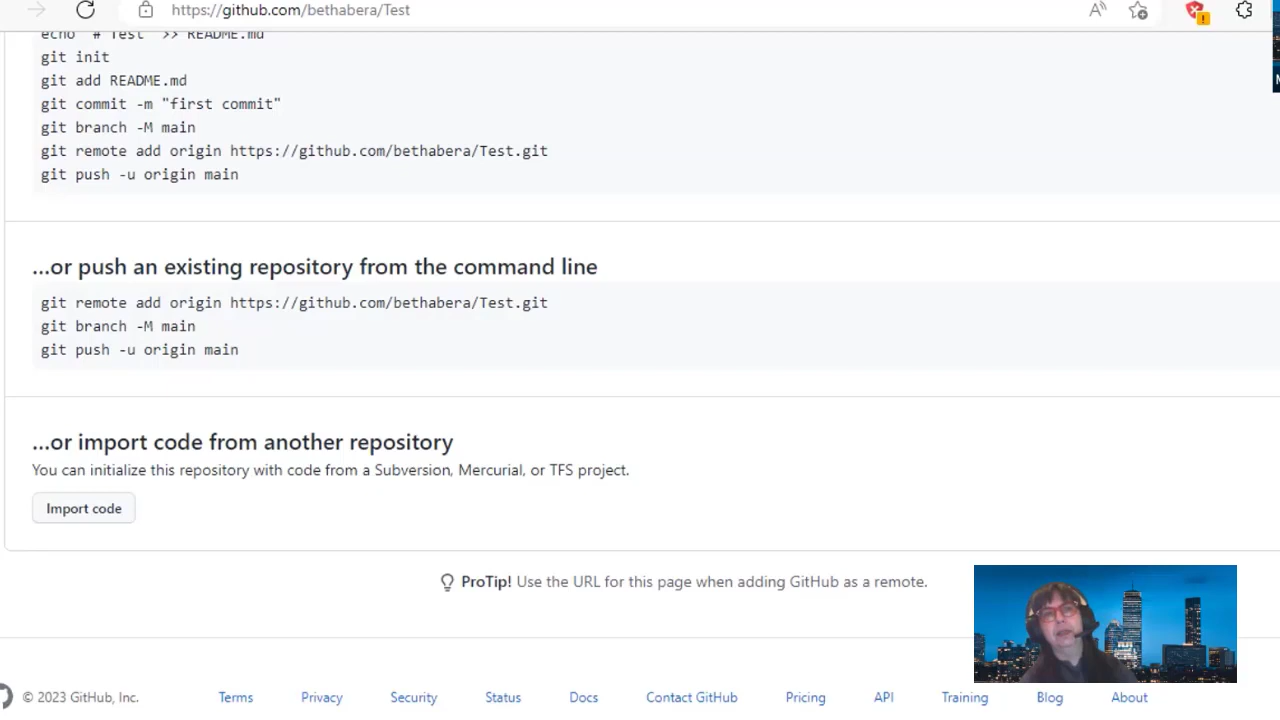 https://github.com/bethabera/Test
echo "# Test" >> README.md
git init
git add README.md
git commit -m "first commit"
git branch -M main
git remote add origin https://github.com/bethabera/Test.git
git push -u origin main
...or push an existing repository from the command line
git remote add origin https://github.com/bethabera/Test.git
git branch -M main
git push -u origin main
...or import code from another repository
You can initialize this repository with code from a Subversion, Mercurial, or TFS project.
Import code
ProTip! Use the URL for this page when adding GitHub as a remote.
© 2023 GitHub, Inc. Terms Privacy Security Status Docs Contact GitHub Pricing API Training Blog About